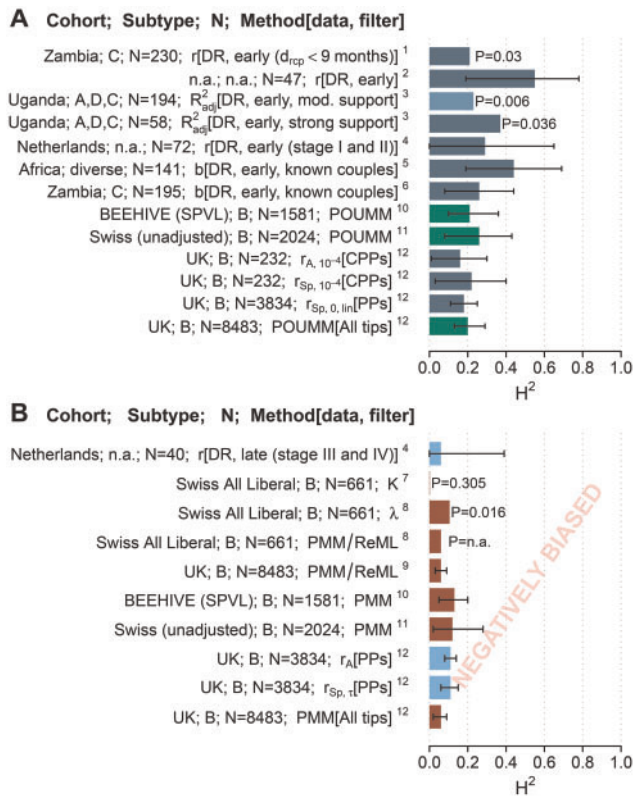 A Cohort; Subtype; N; Method[data, filter]
Zambia; C; N=230; r[DR, early (d_rcp < 9 months)] ¹
P=0.03
n.a.; n.a.; N=47; r[DR, early] ²
Uganda; A,D,C; N=194; R²_adj[DR, early, mod. support] ³
P=0.006
Uganda; A,D,C; N=58; R²_adj[DR, early, strong support] ³
P=0.036
Netherlands; n.a.; N=72; r[DR, early (stage I and II)] ⁴
Africa; diverse; N=141; b[DR, early, known couples] ⁵
Zambia; C; N=195; b[DR, early, known couples] ⁶
BEEHIVE (SPVL); B; N=1581; POUMM ¹⁰
Swiss (unadjusted); B; N=2024; POUMM ¹¹
UK; B; N=232; r_A, 10⁻⁴[CPPs] ¹²
UK; B; N=232; r_Sp, 10⁻⁴[CPPs] ¹²
UK; B; N=3834; r_Sp, 0, lin[PPs] ¹²
UK; B; N=8483; POUMM[All tips] ¹²
0.0 0.2 0.4 0.6 0.8 1.0
H²
B Cohort; Subtype; N; Method[data, filter]
Netherlands; n.a.; N=40; r[DR, late (stage III and IV)] ⁴
Swiss All Liberal; B; N=661; K ⁷
P=0.305
Swiss All Liberal; B; N=661; λ ⁸
P=0.016
Swiss All Liberal; B; N=661; PMM/ReML ⁸
P=n.a.
UK; B; N=8483; PMM/ReML ⁹
BEEHIVE (SPVL); B; N=1581; PMM ¹⁰
Swiss (unadjusted); B; N=2024; PMM ¹¹
UK; B; N=3834; r_A[PPs] ¹²
UK; B; N=3834; r_Sp, τ[PPs] ¹²
UK; B; N=8483; PMM[All tips] ¹²
NEGATIVELY BIASED
0.0 0.2 0.4 0.6 0.8 1.0
H²